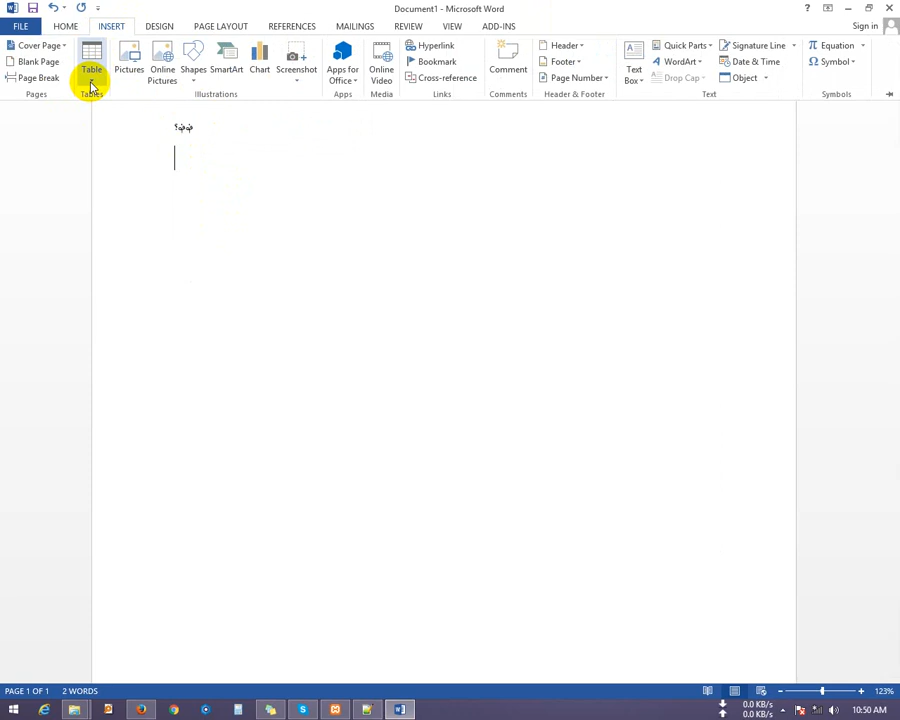 Document1 - Microsoft Word
FILE HOME INSERT DESIGN PAGE LAYOUT REFERENCES MAILINGS REVIEW VIEW ADD-INS Sign in
Cover Page
Blank Page
Page Break
Pages
Table
Tables
Pictures
Online Pictures
Shapes
SmartArt
Chart
Screenshot
Illustrations
Apps for Office
Apps
Online Video
Media
Hyperlink
Bookmark
Cross-reference
Links
Comment
Comments
Header
Footer
Page Number
Header & Footer
Text Box
Quick Parts
WordArt
Drop Cap
Signature Line
Date & Time
Object
Text
Equation
Symbol
Symbols
PAGE 1 OF 1 2 WORDS
123%
0.0 KB/s
0.0 KB/s
10:50 AM